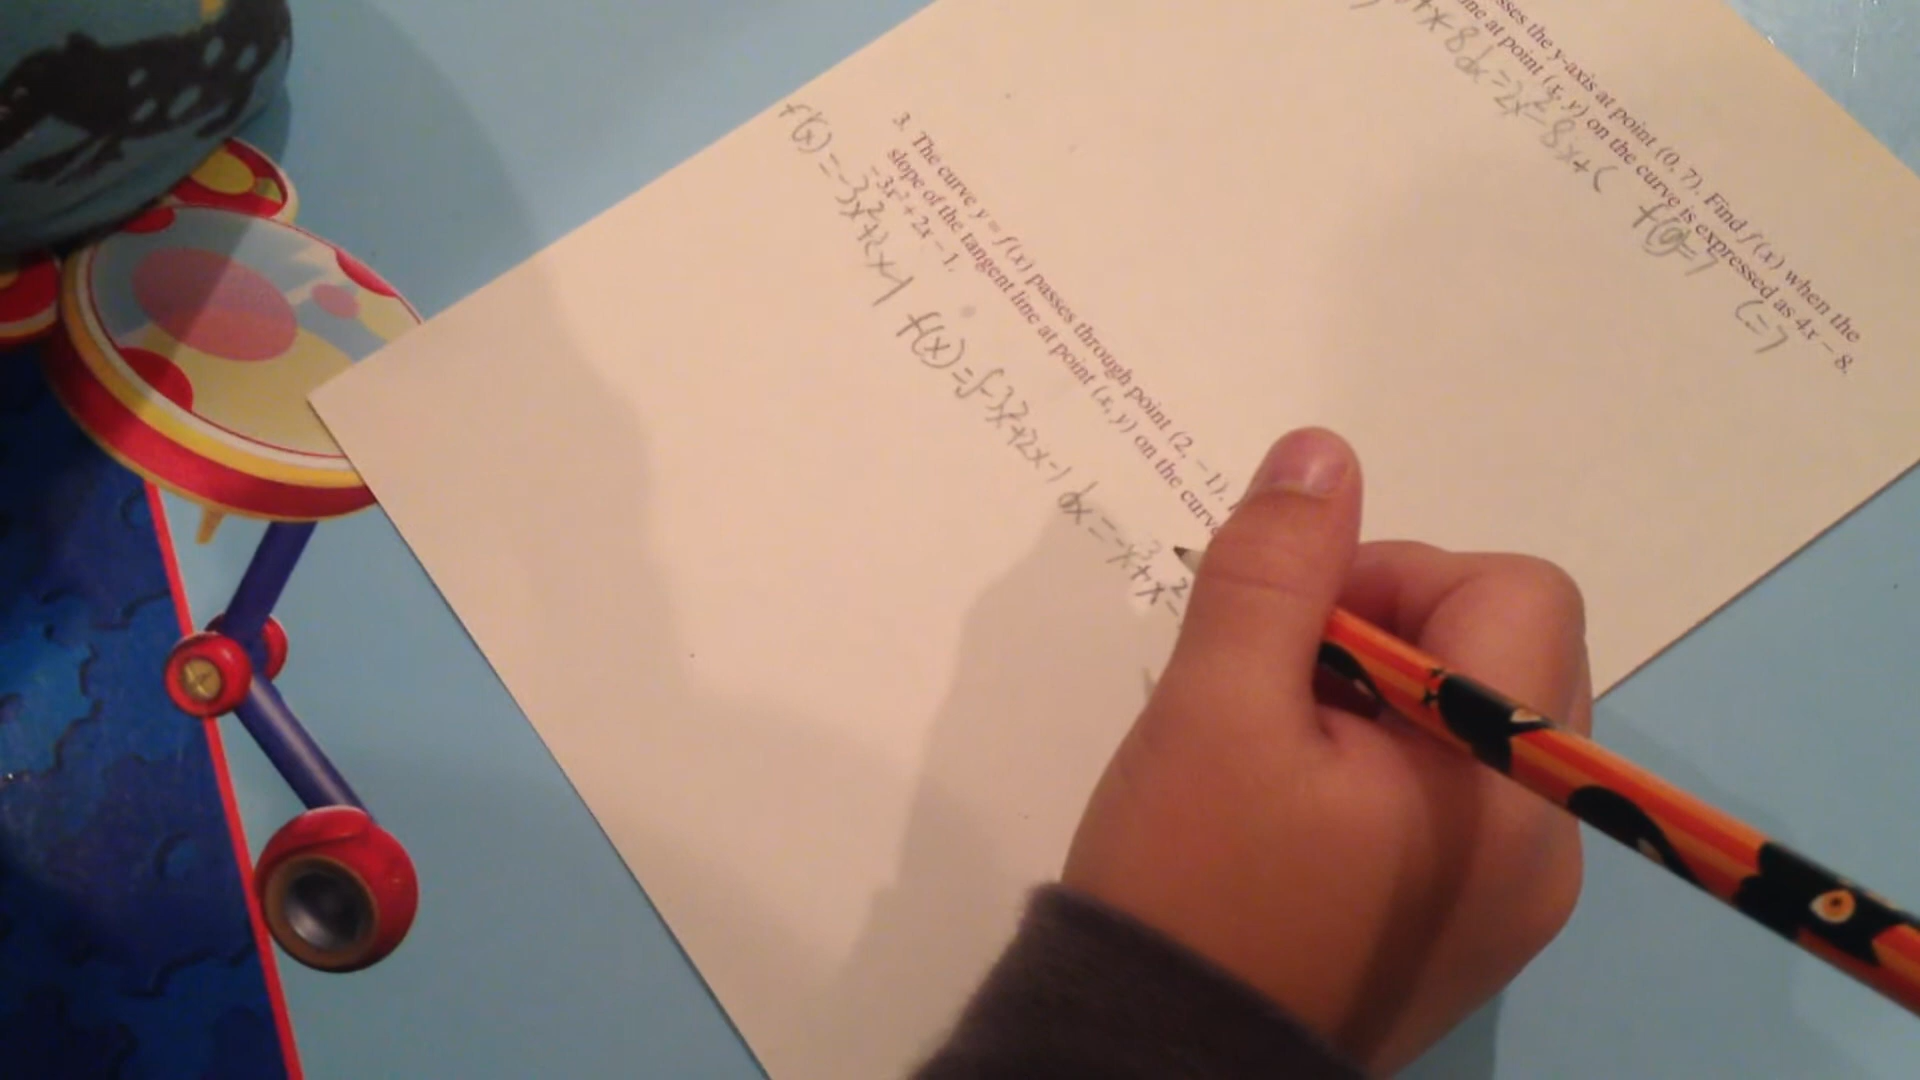 sses the y-axis at point (0, 7). Find f(x) when the
ine at point (x, y) on the curve is expressed as 4x – 8.
x 8 dx = 2x² - 8x + C f(0)=7 C=7
3. The curve y = f(x) passes through point (2, –1).
slope of the tangent line at point (x, y) on the curve
–3x² + 2x – 1.
f'(x) = -3x²+2x-1 f(x)=∫-3x²+2x-1 dx = -x³+x²-